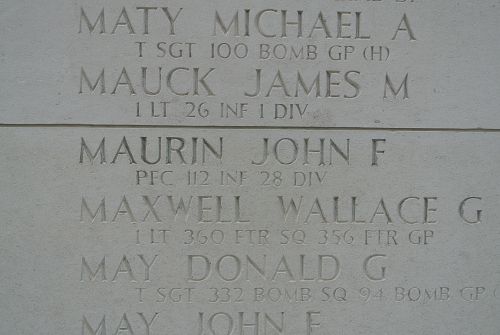 MATY MICHAEL A
T SGT 100 BOMB GP (H)
MAUCK JAMES M
1 LT 26 INF 1 DIV
MAURIN JOHN F
PFC 112 INF 28 DIV
MAXWELL WALLACE G
1 LT 360 FTR SQ 356 FTR GP
MAY DONALD G
T SGT 332 BOMB SQ 94 BOMB GP (
MAY JOHN F